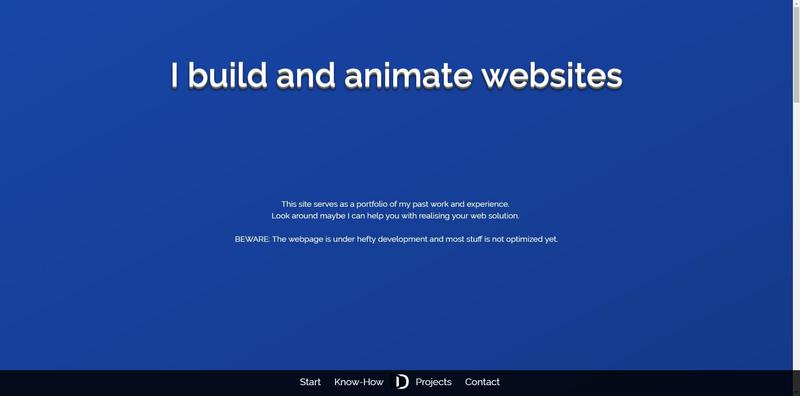 I build and animate websites
This site serves as a portfolio of my past work and experience.
Look around maybe I can help you with realising your web solution.
BEWARE: The webpage is under hefty development and most stuff is not optimized yet.
Start Know-How D Projects Contact